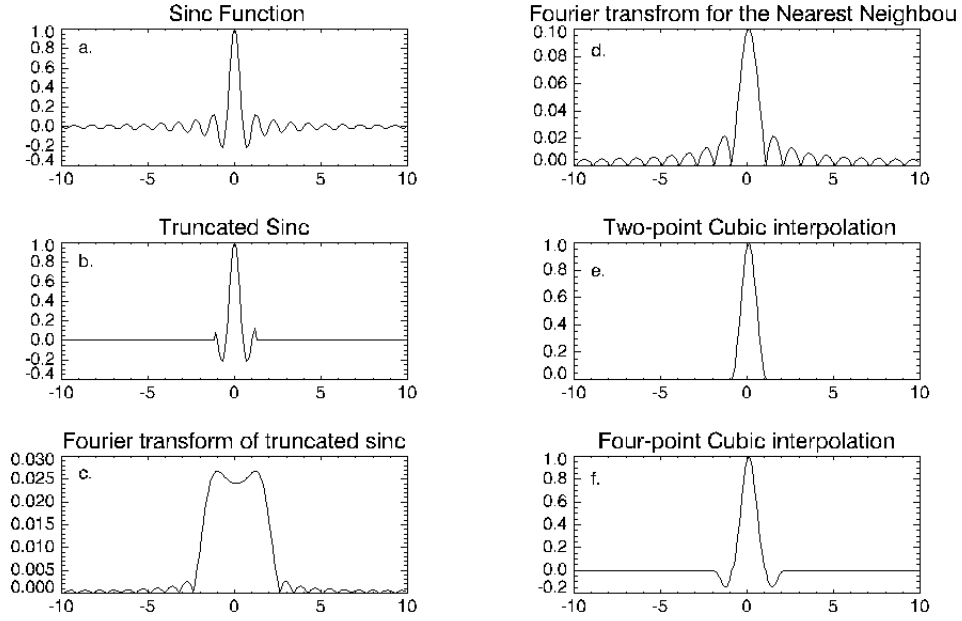 Sinc Function
a.
1.0
0.8
0.6
0.4
0.2
0.0
-0.2
-0.4
-10 -5 0 5 10
Truncated Sinc
b.
1.0
0.8
0.6
0.4
0.2
0.0
-0.2
-0.4
-10 -5 0 5 10
Fourier transform of truncated sinc
c.
0.030
0.025
0.020
0.015
0.010
0.005
0.000
-10 -5 0 5 10
Fourier transfrom for the Nearest Neighbou
d.
0.10
0.08
0.06
0.04
0.02
0.00
-10 -5 0 5 10
Two-point Cubic interpolation
e.
1.0
0.8
0.6
0.4
0.2
0.0
-10 -5 0 5 10
Four-point Cubic interpolation
f.
1.0
0.8
0.6
0.4
0.2
0.0
-0.2
-10 -5 0 5 10